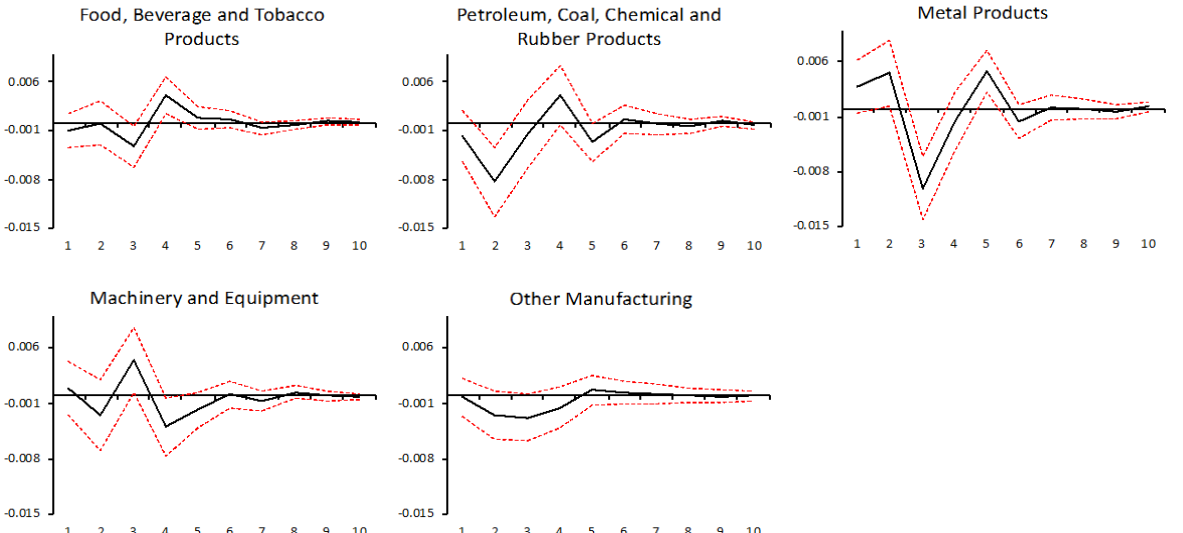 Food, Beverage and Tobacco
Products
0.006
-0.001
-0.008
-0.015
1 2 3 4 5 6 7 8 9 10
Petroleum, Coal, Chemical and
Rubber Products
0.006
-0.001
-0.008
-0.015
1 2 3 4 5 6 7 8 9 10
Metal Products
0.006
-0.001
-0.008
-0.015
1 2 3 4 5 6 7 8 9 10
Machinery and Equipment
0.006
-0.001
-0.008
-0.015
1 2 3 4 5 6 7 8 9 10
Other Manufacturing
0.006
-0.001
-0.008
-0.015
1 2 3 4 5 6 7 8 9 10